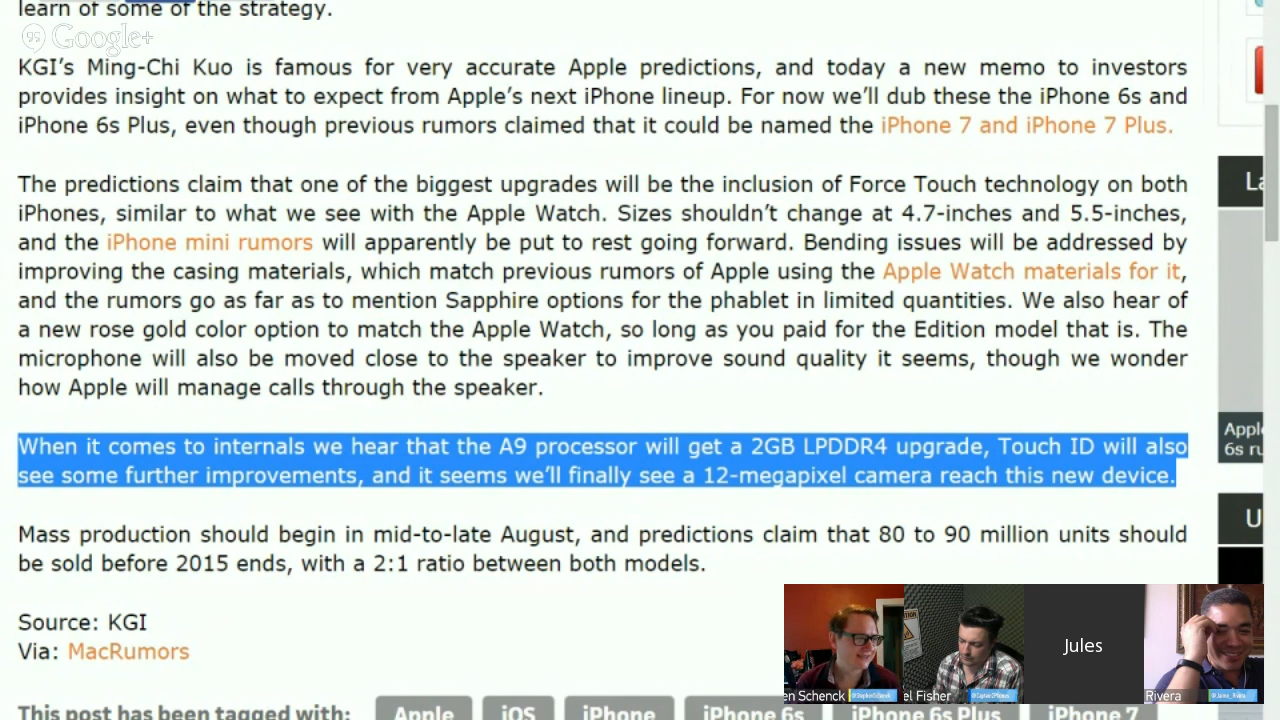 learn of some of the strategy.
Google+
KGI's Ming-Chi Kuo is famous for very accurate Apple predictions, and today a new memo to investors
provides insight on what to expect from Apple's next iPhone lineup. For now we'll dub these the iPhone 6s and
iPhone 6s Plus, even though previous rumors claimed that it could be named the iPhone 7 and iPhone 7 Plus.
The predictions claim that one of the biggest upgrades will be the inclusion of Force Touch technology on both
iPhones, similar to what we see with the Apple Watch. Sizes shouldn't change at 4.7-inches and 5.5-inches,
and the iPhone mini rumors will apparently be put to rest going forward. Bending issues will be addressed by
improving the casing materials, which match previous rumors of Apple using the Apple Watch materials for it,
and the rumors go as far as to mention Sapphire options for the phablet in limited quantities. We also hear of
a new rose gold color option to match the Apple Watch, so long as you paid for the Edition model that is. The
microphone will also be moved close to the speaker to improve sound quality it seems, though we wonder
how Apple will manage calls through the speaker.
When it comes to internals we hear that the A9 processor will get a 2GB LPDDR4 upgrade, Touch ID will also
see some further improvements, and it seems we'll finally see a 12-megapixel camera reach this new device.
Mass production should begin in mid-to-late August, and predictions claim that 80 to 90 million units should
be sold before 2015 ends, with a 2:1 ratio between both models.
Source: KGI
Via: MacRumors
This post has been tagged with: Apple iOS iPhone iPhone 6s iPhone 6s Plus iPhone 7
La
Appl
6s ru
U
Jules
en Schenck
el Fisher
Rivera